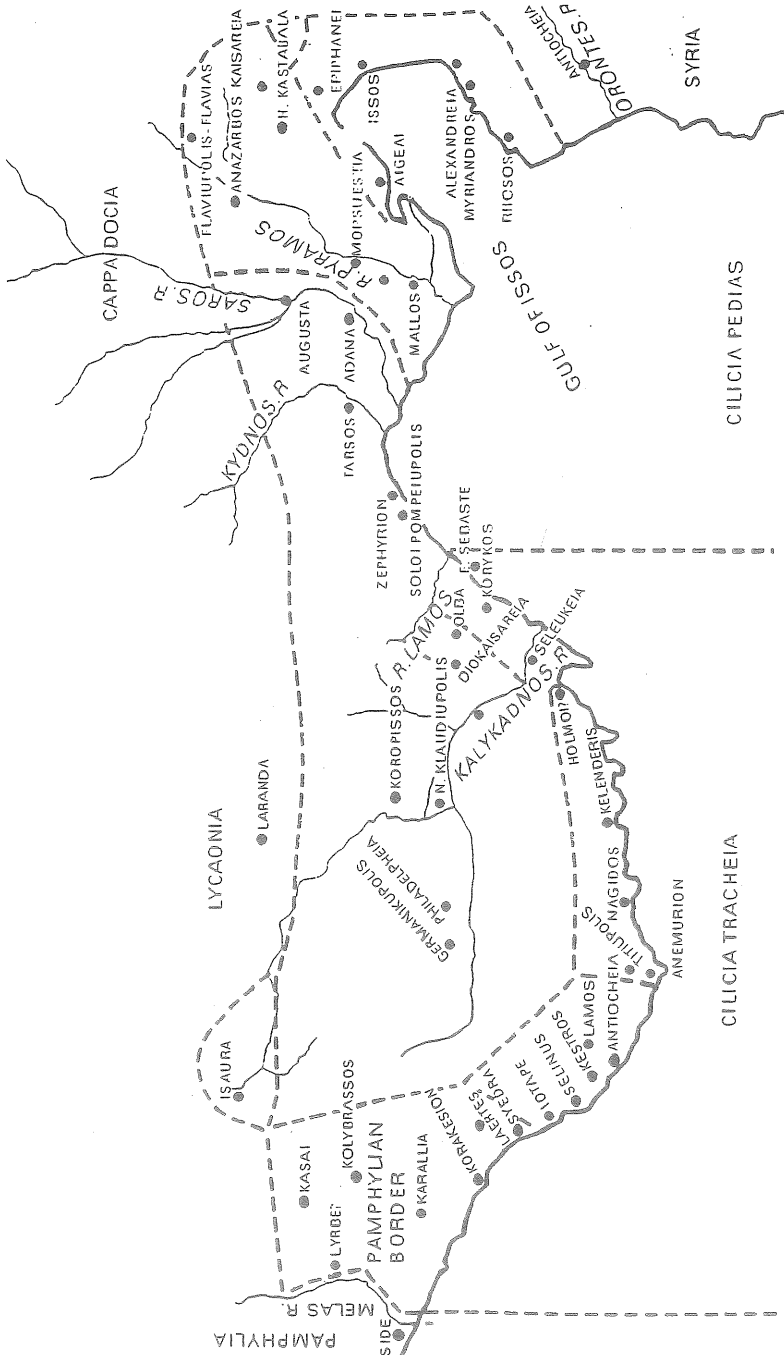 CAPPADOCIA
LYCAONIA
SYRIA
PAMPHYLIA
CILICIA TRACHEIA
CILICIA PEDIAS
GULF OF ISSOS
PAMPHYLIAN
BORDER
MELAS R.
SIDE
LYRBEI
KASAI
KOLYBRASSOS
KARALLIA
KORAKESION
LAERTES
SYEDRA
IOTAPE
SELINUS
KESTROS
LAMOS
ANTIOCHEIA
TITIUPOLIS
ANEMURION
NAGIDOS
KELENDERIS
HOLMOI?
ISAURA
LARANDA
GERMANIKUPOLIS
PHILADELPHEIA
KOROPISSOS
N. KLAUDIUPOLIS
KALYKADNOS.R
SELEUKEIA
DIOKAISAREIA
OLBA
R. LAMOS
KORYKOS
E. SEBASTE
SOLOI POMPEIUPOLIS
ZEPHYRION
KYDNOS.R
TARSOS
ADANA
AUGUSTA
SAROS.R
R. PYRAMOS
MALLOS
MOPSUESTIA
AIGEAI
FLAVIUPOLIS-FLAVIAS
ANAZARBOS KAISAREIA
H. KASTABALA
EPIPHANEI
ISSOS
ALEXANDREIA
MYRIANDROS
RHOSOS
ANTIOCHEIA
ORONTES.P